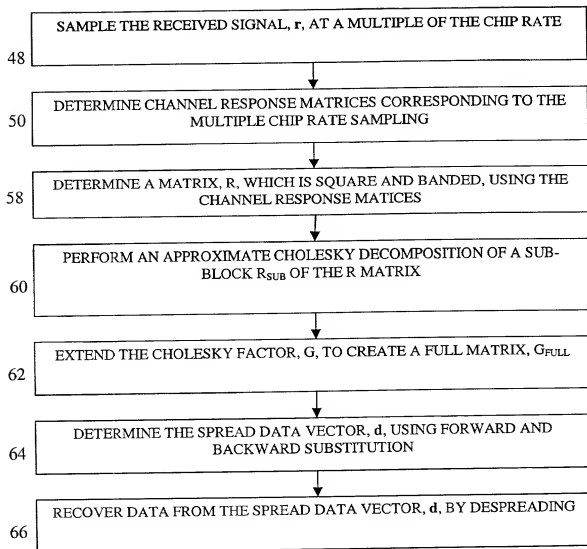 SAMPLE THE RECEIVED SIGNAL, r, AT A MULTIPLE OF THE CHIP RATE
48
DETERMINE CHANNEL RESPONSE MATRICES CORRESPONDING TO THE
MULTIPLE CHIP RATE SAMPLING
50
DETERMINE A MATRIX, R, WHICH IS SQUARE AND BANDED, USING THE
CHANNEL RESPONSE MATICES
58
PERFORM AN APPROXIMATE CHOLESKY DECOMPOSITION OF A SUB-
BLOCK RSUB OF THE R MATRIX
60
EXTEND THE CHOLESKY FACTOR, G, TO CREATE A FULL MATRIX, GFULL
62
DETERMINE THE SPREAD DATA VECTOR, d, USING FORWARD AND
BACKWARD SUBSTITUTION
64
RECOVER DATA FROM THE SPREAD DATA VECTOR, d, BY DESPREADING
66